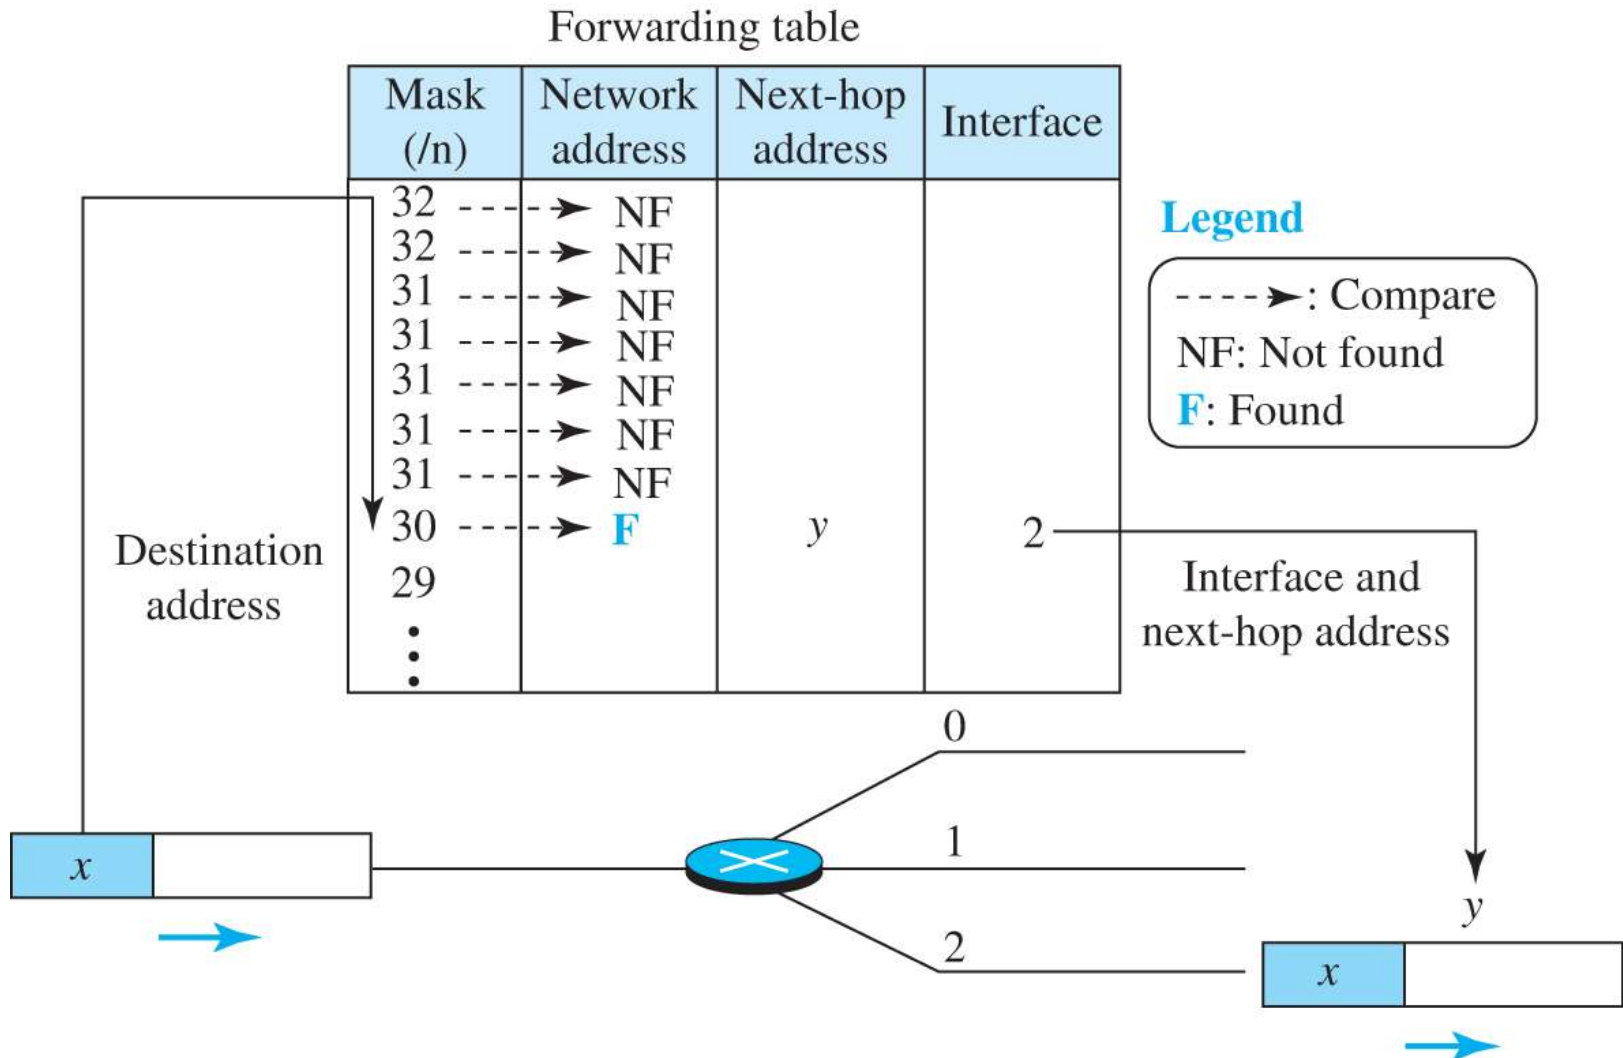 Forwarding table
Mask (/n) Network address Next-hop address Interface
32 NF
32 NF
31 NF
31 NF
31 NF
31 NF
31 NF
30 F y 2
29
Legend
: Compare
NF: Not found
F: Found
Destination
address
Interface and
next-hop address
0
1
2
x
y
x